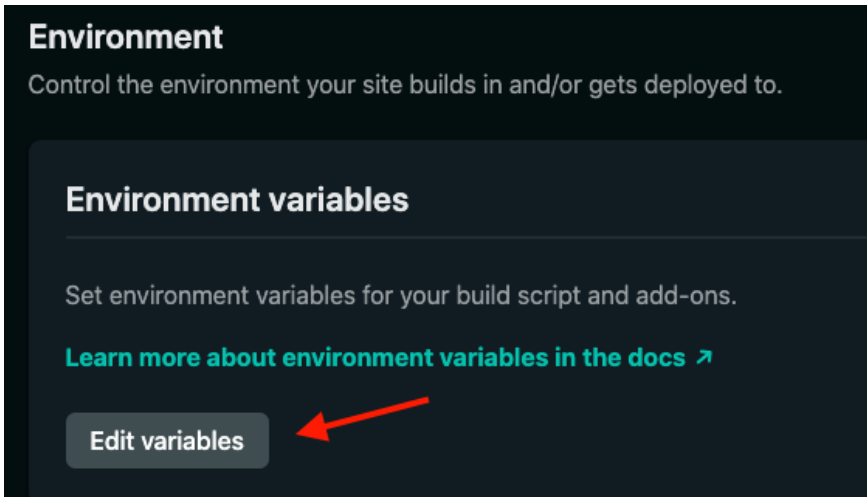 Environment
Control the environment your site builds in and/or gets deployed to.
Environment variables
Set environment variables for your build script and add-ons.
Learn more about environment variables in the docs ↗
Edit variables